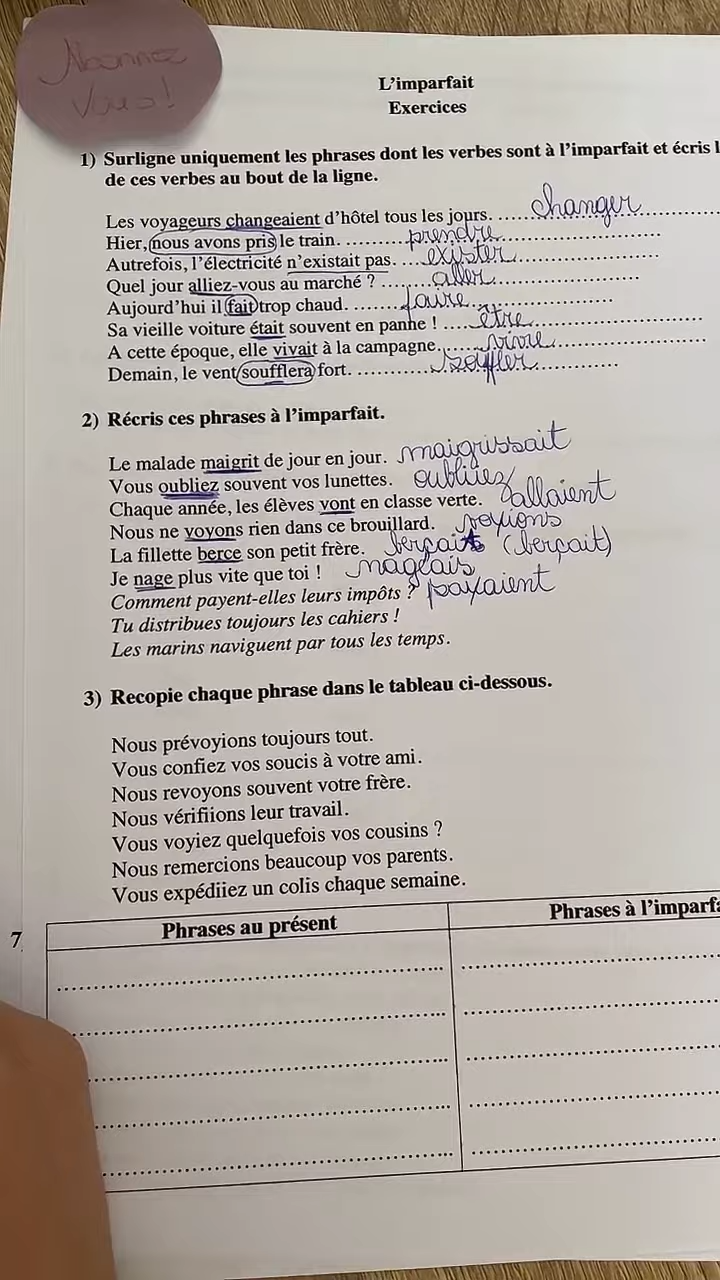 Abonnez
Vous !
L'imparfait
Exercices
1) Surligne uniquement les phrases dont les verbes sont à l'imparfait et écris
de ces verbes au bout de la ligne.
Les voyageurs changeaient d'hôtel tous les jours. changer
Hier, nous avons pris le train. prendre
Autrefois, l'électricité n'existait pas. exister
Quel jour alliez-vous au marché ? aller
Aujourd'hui il fait trop chaud. faire
Sa vieille voiture était souvent en panne ! être
A cette époque, elle vivait à la campagne. vivre
Demain, le vent soufflera fort. souffler
2) Récris ces phrases à l'imparfait.
Le malade maigrit de jour en jour. maigrissait
Vous oubliez souvent vos lunettes. oubliiez
Chaque année, les élèves vont en classe verte. allaient
Nous ne voyons rien dans ce brouillard. voyions
La fillette berce son petit frère. berçait (berçait)
Je nage plus vite que toi ! nageais
Comment payent-elles leurs impôts ? payaient
Tu distribues toujours les cahiers !
Les marins naviguent par tous les temps.
3) Recopie chaque phrase dans le tableau ci-dessous.
Nous prévoyions toujours tout.
Vous confiez vos soucis à votre ami.
Nous revoyons souvent votre frère.
Nous vérifiions leur travail.
Vous voyiez quelquefois vos cousins ?
Nous remercions beaucoup vos parents.
Vous expédiiez un colis chaque semaine.
Phrases au présent Phrases à l'imparfa
7